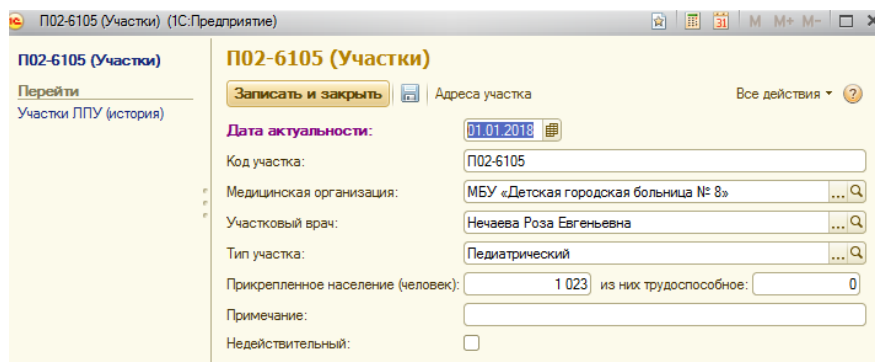 П02-6105 (Участки) (1С:Предприятие)
31 M M+ M-
П02-6105 (Участки)
Перейти
Участки ЛПУ (история)
П02-6105 (Участки)
Записать и закрыть Адреса участка Все действия ?
Дата актуальности: 01.01.2018
Код участка: П02-6105
Медицинская организация: МБУ «Детская городская больница № 8» ...
Участковый врач: Нечаева Роза Евгеньевна ...
Тип участка: Педиатрический ...
Прикрепленное население (человек): 1 023 из них трудоспособное: 0
Примечание:
Недействительный: